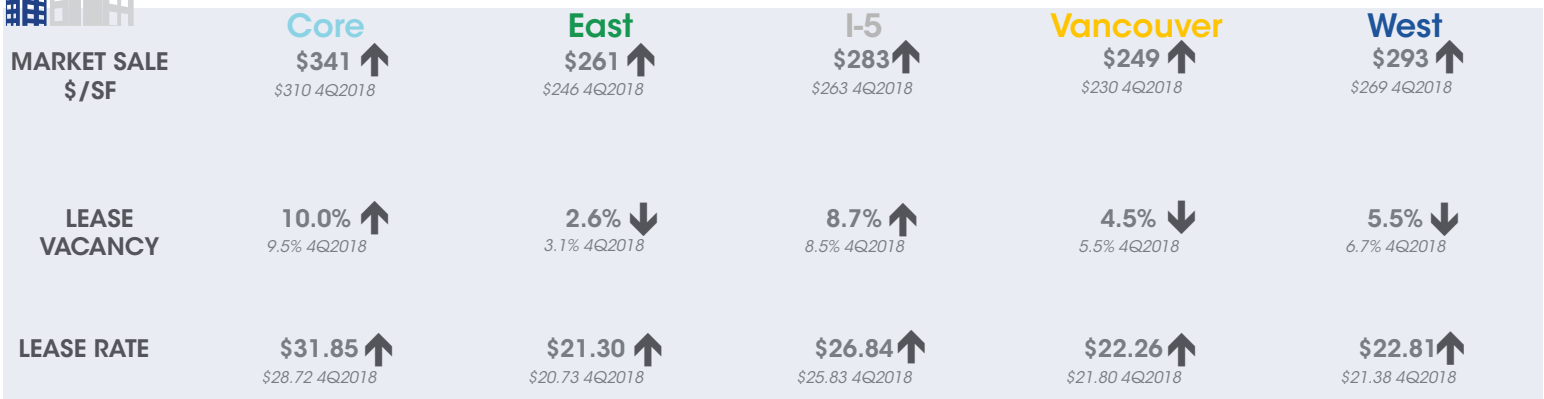 Core East I-5 Vancouver West
MARKET SALE $341 $261 $283 $249 $293
$/SF $310 4Q2018 $246 4Q2018 $263 4Q2018 $230 4Q2018 $269 4Q2018
LEASE 10.0% 2.6% 8.7% 4.5% 5.5%
VACANCY 9.5% 4Q2018 3.1% 4Q2018 8.5% 4Q2018 5.5% 4Q2018 6.7% 4Q2018
LEASE RATE $31.85 $21.30 $26.84 $22.26 $22.81
$28.72 4Q2018 $20.73 4Q2018 $25.83 4Q2018 $21.80 4Q2018 $21.38 4Q2018